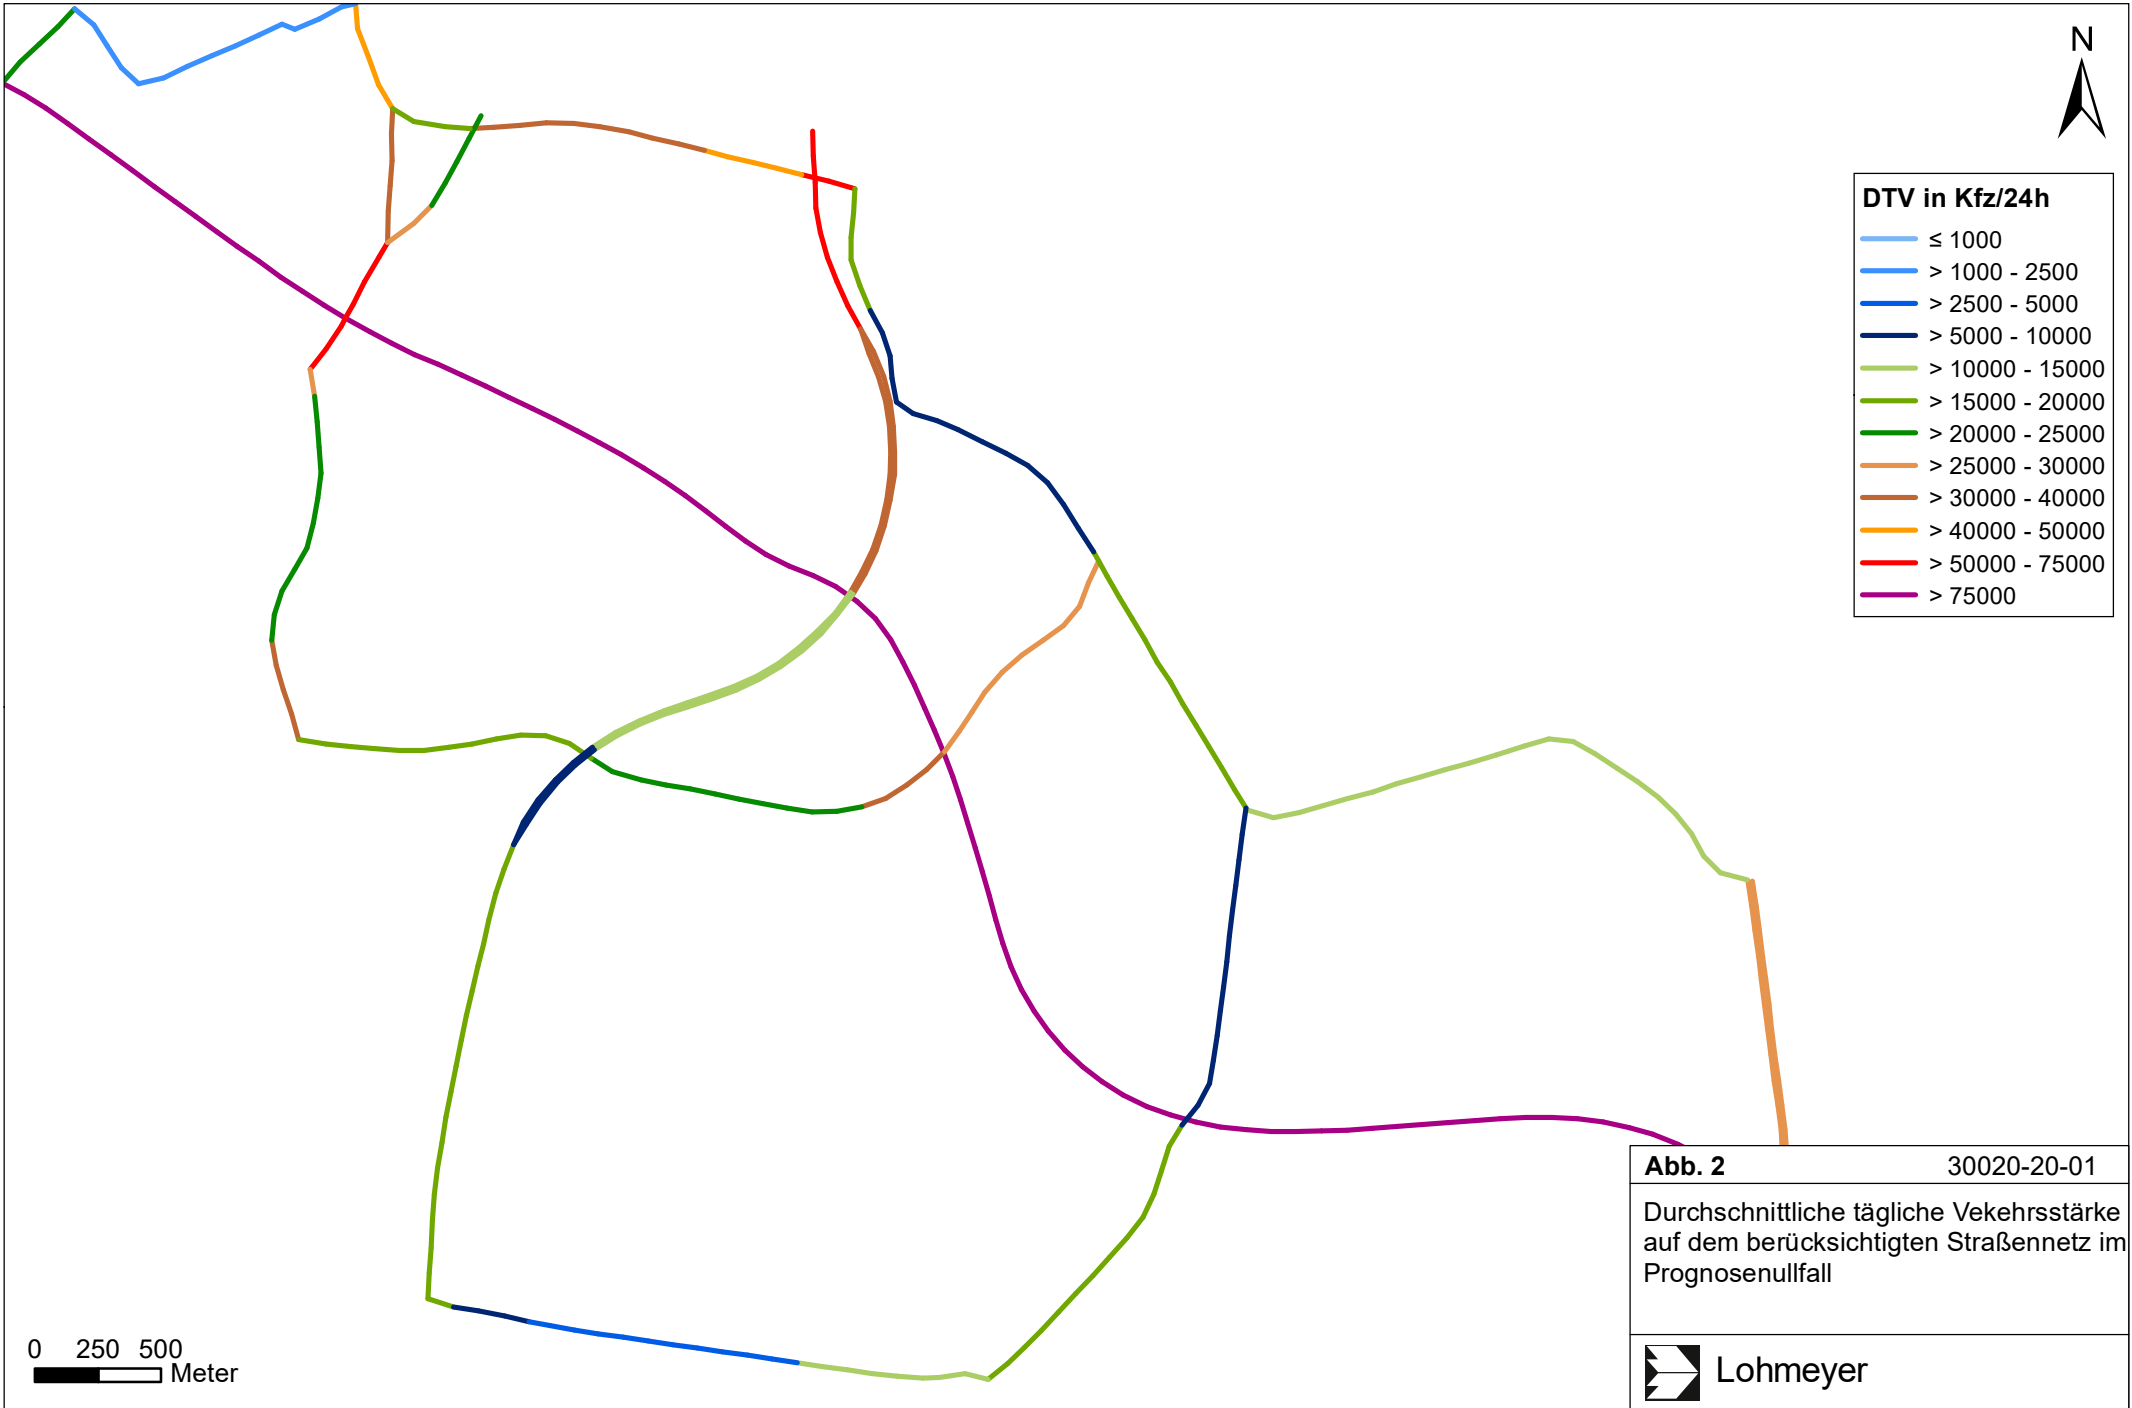 N
DTV in Kfz/24h
≤ 1000
> 1000 - 2500
> 2500 - 5000
> 5000 - 10000
> 10000 - 15000
> 15000 - 20000
> 20000 - 25000
> 25000 - 30000
> 30000 - 40000
> 40000 - 50000
> 50000 - 75000
> 75000
Abb. 2 30020-20-01
Durchschnittliche tägliche Vekehrsstärke
auf dem berücksichtigten Straßennetz im
Prognosenullfall
0 250 500
Meter
Lohmeyer